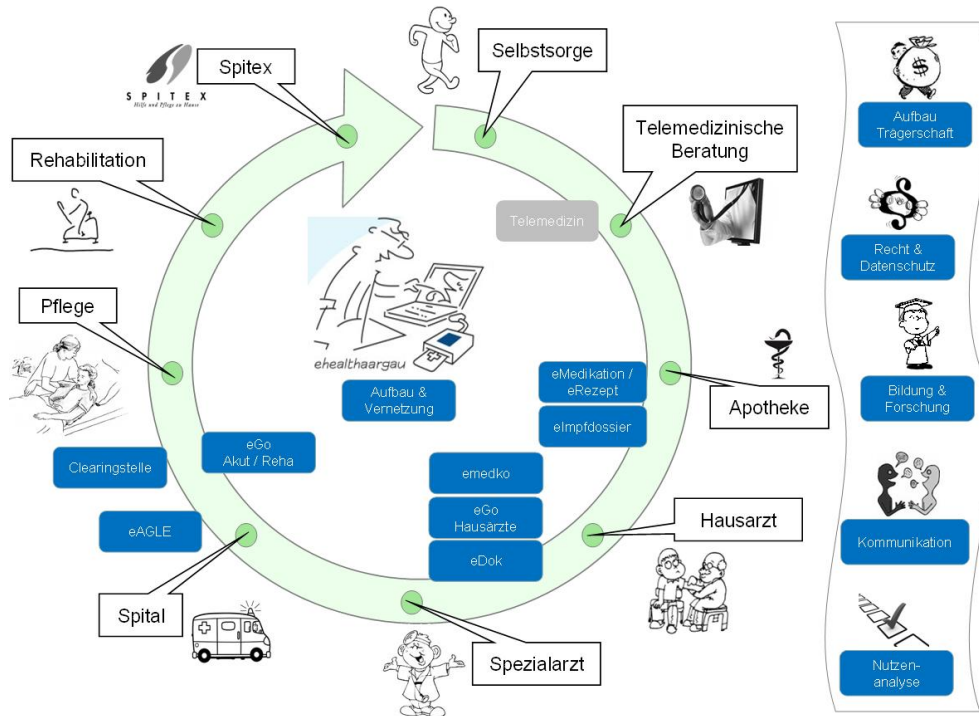 Selbstsorge
Spitex
SPITEX
Hilfe und Pflege zu Hause
Telemedizinische
Beratung
Rehabilitation
Telemedizin
Pflege
ehealthaargau
Aufbau &
Vernetzung
eMedikation /
eRezept
eImpfdossier
Apotheke
eGo
Akut / Reha
Clearingstelle
emedko
eGo
Hausärzte
eDok
eAGLE
Hausarzt
Spital
Spezialarzt
$
Aufbau
Trägerschaft
Recht &
Datenschutz
Bildung &
Forschung
Kommunikation
Nutzen-
analyse